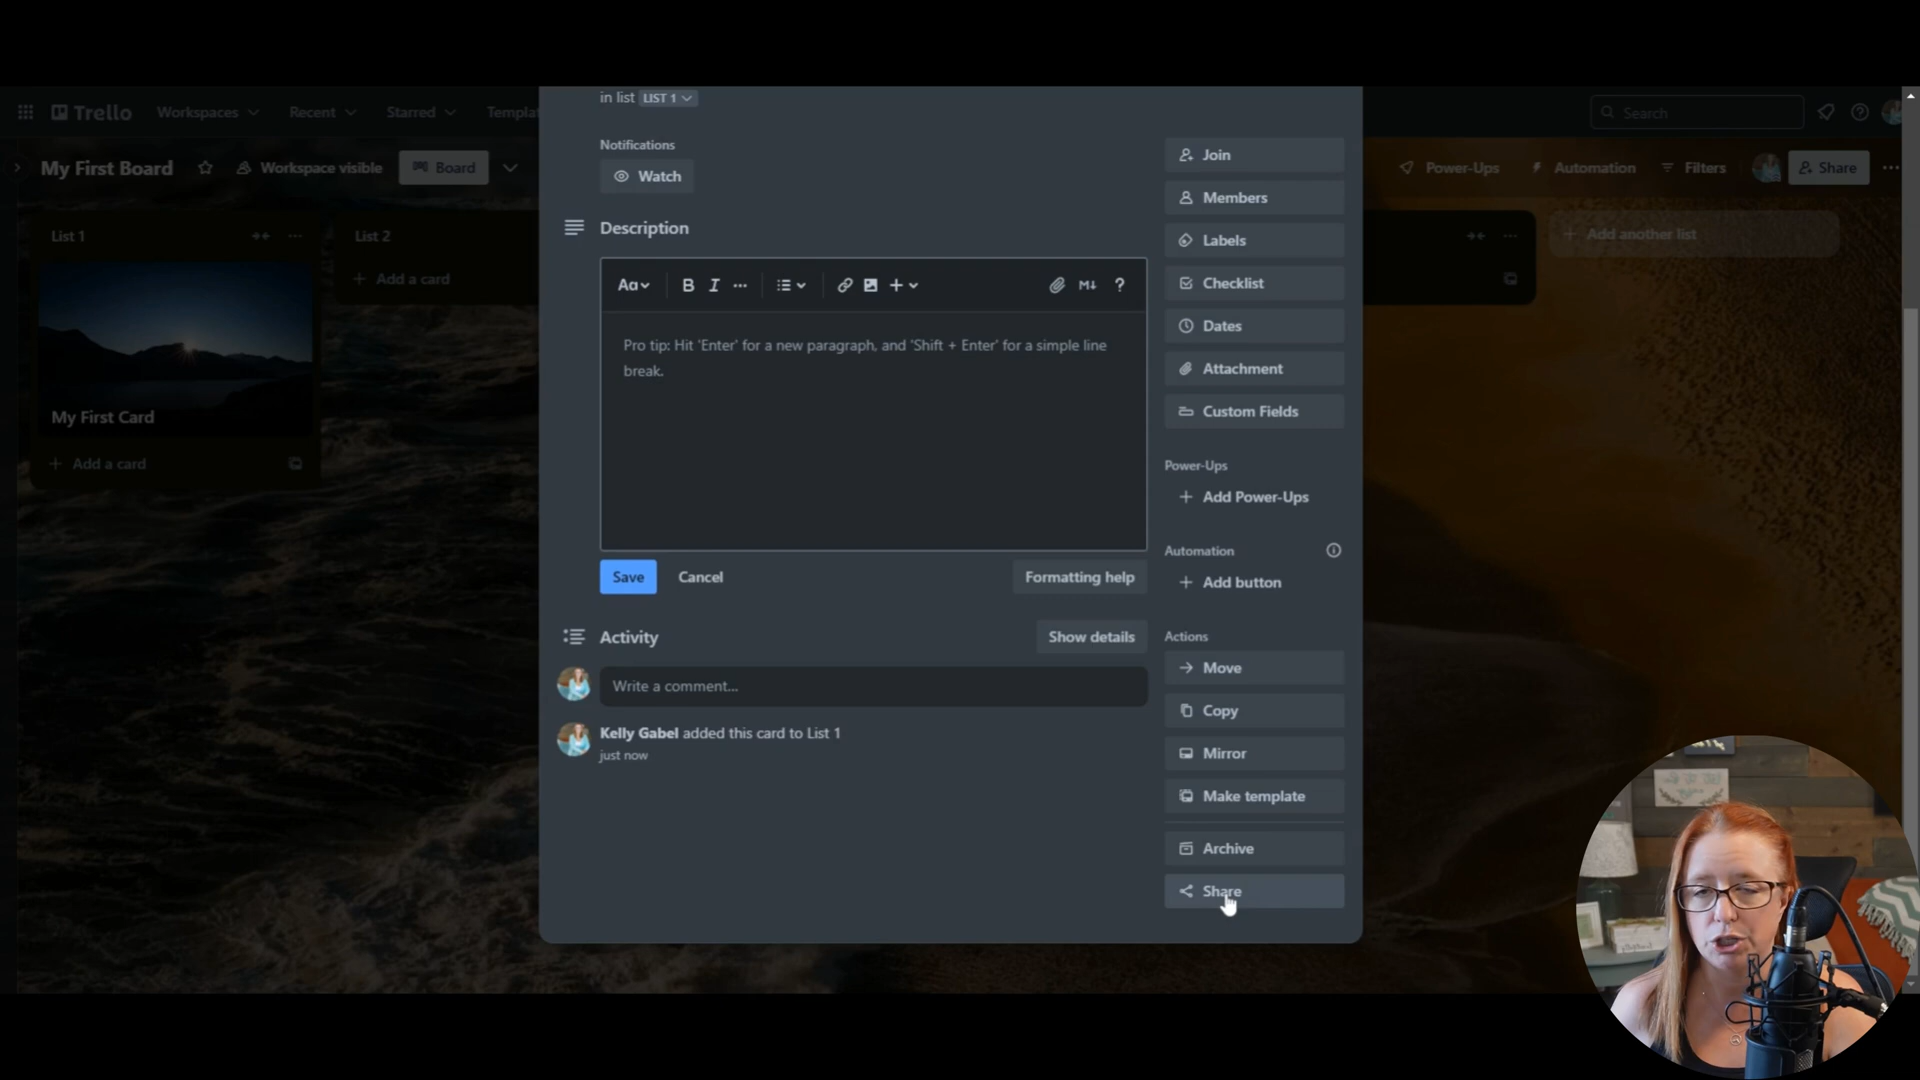 in list LIST 1
Trello
Workspaces
Recent
Starred
Templat
Search
My First Board
Workspace visible
Board
Power-Ups
Automation
Filters
Share
List 1
My First Card
+ Add a card
List 2
+ Add a card
+ Add another list
Notifications
Watch
Description
Aa
B
I
M↓
?
Pro tip: Hit 'Enter' for a new paragraph, and 'Shift + Enter' for a simple line
break.
Save
Cancel
Formatting help
Activity
Show details
Write a comment...
Kelly Gabel added this card to List 1
just now
Join
Members
Labels
Checklist
Dates
Attachment
Custom Fields
Power-Ups
+ Add Power-Ups
Automation
+ Add button
Actions
Move
Copy
Mirror
Make template
Archive
Share